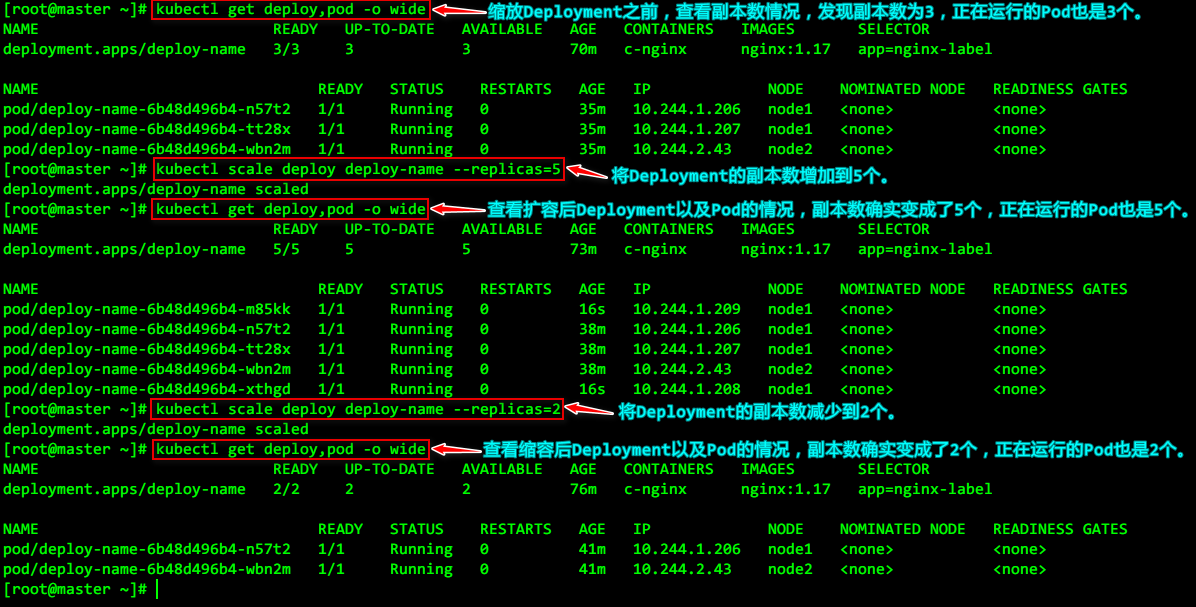 [root@master ~]# kubectl get deploy,pod -o wide 缩放Deployment之前，查看副本数情况，发现副本数为3，正在运行的Pod也是3个。
NAME READY UP-TO-DATE AVAILABLE AGE CONTAINERS IMAGES SELECTOR
deployment.apps/deploy-name 3/3 3 3 70m c-nginx nginx:1.17 app=nginx-label
NAME READY STATUS RESTARTS AGE IP NODE NOMINATED NODE READINESS GATES
pod/deploy-name-6b48d496b4-n57t2 1/1 Running 0 35m 10.244.1.206 node1 <none> <none>
pod/deploy-name-6b48d496b4-tt28x 1/1 Running 0 35m 10.244.1.207 node1 <none> <none>
pod/deploy-name-6b48d496b4-wbn2m 1/1 Running 0 35m 10.244.2.43 node2 <none> <none>
[root@master ~]# kubectl scale deploy deploy-name --replicas=5 将Deployment的副本数增加到5个。
deployment.apps/deploy-name scaled
[root@master ~]# kubectl get deploy,pod -o wide 查看扩容后Deployment以及Pod的情况，副本数确实变成了5个，正在运行的Pod也是5个。
NAME READY UP-TO-DATE AVAILABLE AGE CONTAINERS IMAGES SELECTOR
deployment.apps/deploy-name 5/5 5 5 73m c-nginx nginx:1.17 app=nginx-label
NAME READY STATUS RESTARTS AGE IP NODE NOMINATED NODE READINESS GATES
pod/deploy-name-6b48d496b4-m85kk 1/1 Running 0 16s 10.244.1.209 node1 <none> <none>
pod/deploy-name-6b48d496b4-n57t2 1/1 Running 0 38m 10.244.1.206 node1 <none> <none>
pod/deploy-name-6b48d496b4-tt28x 1/1 Running 0 38m 10.244.1.207 node1 <none> <none>
pod/deploy-name-6b48d496b4-wbn2m 1/1 Running 0 38m 10.244.2.43 node2 <none> <none>
pod/deploy-name-6b48d496b4-xthgd 1/1 Running 0 16s 10.244.1.208 node1 <none> <none>
[root@master ~]# kubectl scale deploy deploy-name --replicas=2 将Deployment的副本数减少到2个。
deployment.apps/deploy-name scaled
[root@master ~]# kubectl get deploy,pod -o wide 查看缩容后Deployment以及Pod的情况，副本数确实变成了2个，正在运行的Pod也是2个。
NAME READY UP-TO-DATE AVAILABLE AGE CONTAINERS IMAGES SELECTOR
deployment.apps/deploy-name 2/2 2 2 76m c-nginx nginx:1.17 app=nginx-label
NAME READY STATUS RESTARTS AGE IP NODE NOMINATED NODE READINESS GATES
pod/deploy-name-6b48d496b4-n57t2 1/1 Running 0 41m 10.244.1.206 node1 <none> <none>
pod/deploy-name-6b48d496b4-wbn2m 1/1 Running 0 41m 10.244.2.43 node2 <none> <none>
[root@master ~]#